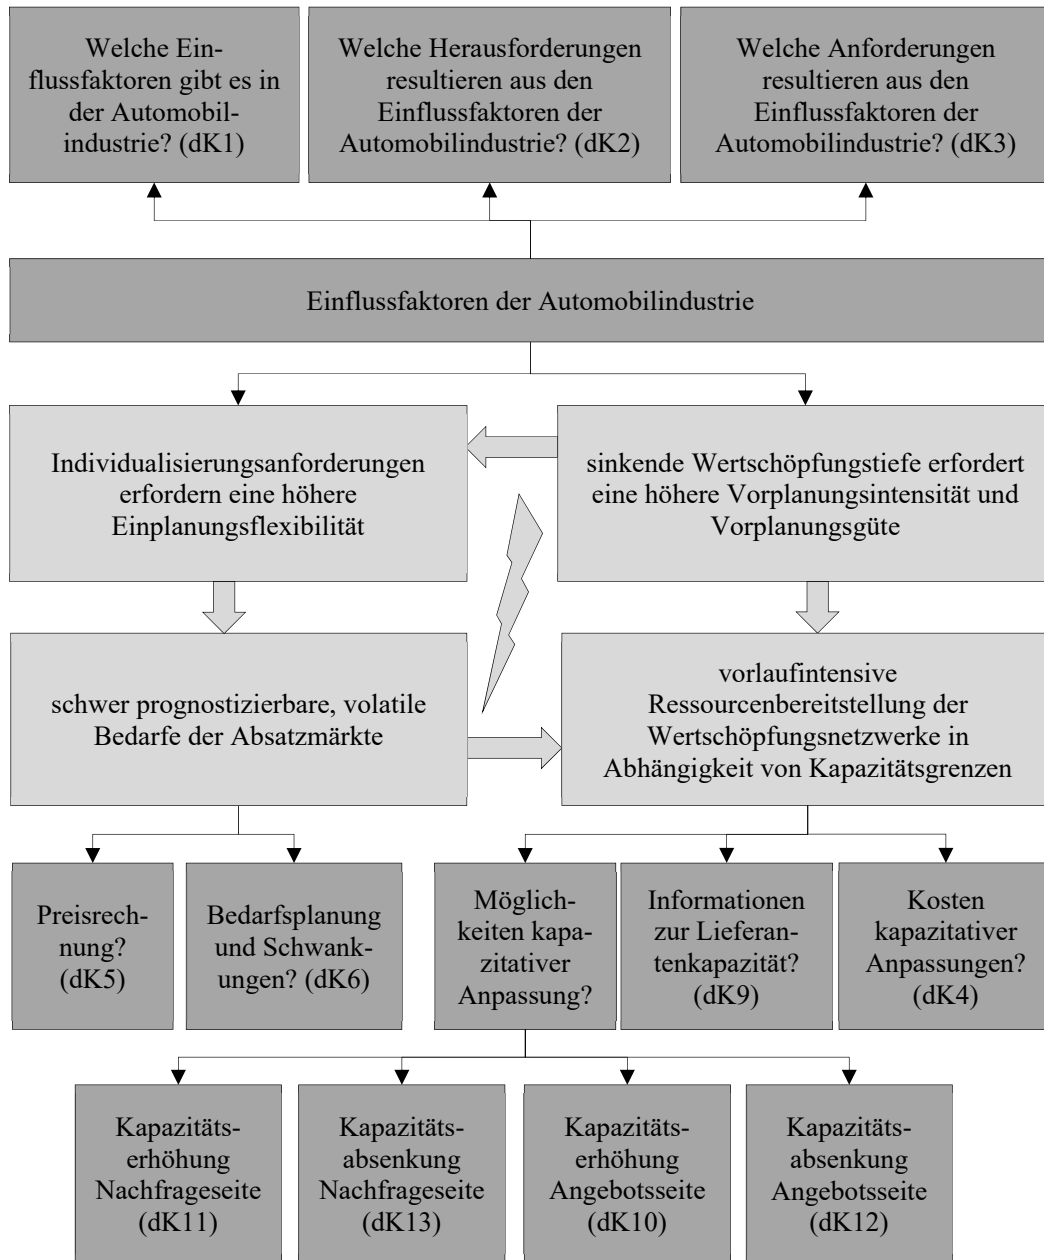 Welche Ein-
flussfaktoren gibt es in
der Automobil-
industrie? (dK1)
Welche Herausforderungen
resultieren aus den
Einflussfaktoren der
Automobilindustrie? (dK2)
Welche Anforderungen
resultieren aus den
Einflussfaktoren der
Automobilindustrie? (dK3)
Einflussfaktoren der Automobilindustrie
Individualisierungsanforderungen
erfordern eine höhere
Einplanungsflexibilität
sinkende Wertschöpfungstiefe erfordert
eine höhere Vorplanungsintensität und
Vorplanungsgüte
schwer prognostizierbare, volatile
Bedarfe der Absatzmärkte
vorlaufintensive
Ressourcenbereitstellung der
Wertschöpfungsnetzwerke in
Abhängigkeit von Kapazitätsgrenzen
Preisrech-
nung?
(dK5)
Bedarfsplanung
und Schwank-
ungen? (dK6)
Möglich-
keiten kapa-
zitativer
Anpassung?
Informationen
zur Lieferan-
tenkapazität?
(dK9)
Kosten
kapazitativer
Anpassungen?
(dK4)
Kapazitäts-
erhöhung
Nachfrageseite
(dK11)
Kapazitäts-
absenkung
Nachfrageseite
(dK13)
Kapazitäts-
erhöhung
Angebotsseite
(dK10)
Kapazitäts-
absenkung
Angebotsseite
(dK12)